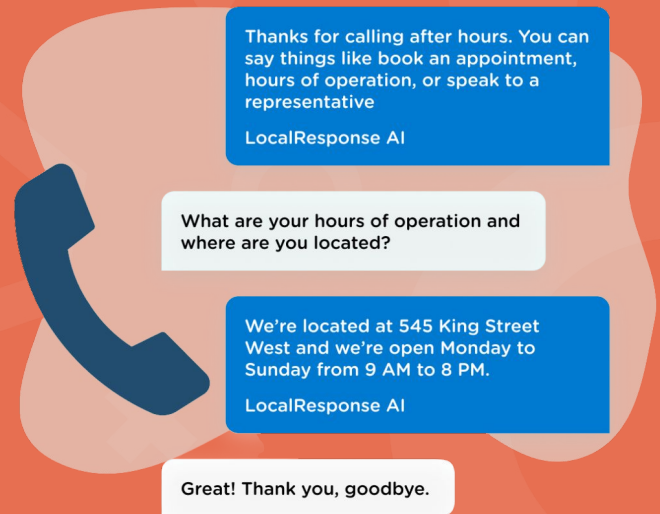 Thanks for calling after hours. You can
say things like book an appointment,
hours of operation, or speak to a
representative
LocalResponse AI
What are your hours of operation and
where are you located?
We’re located at 545 King Street
West and we’re open Monday to
Sunday from 9 AM to 8 PM.
LocalResponse AI
Great! Thank you, goodbye.